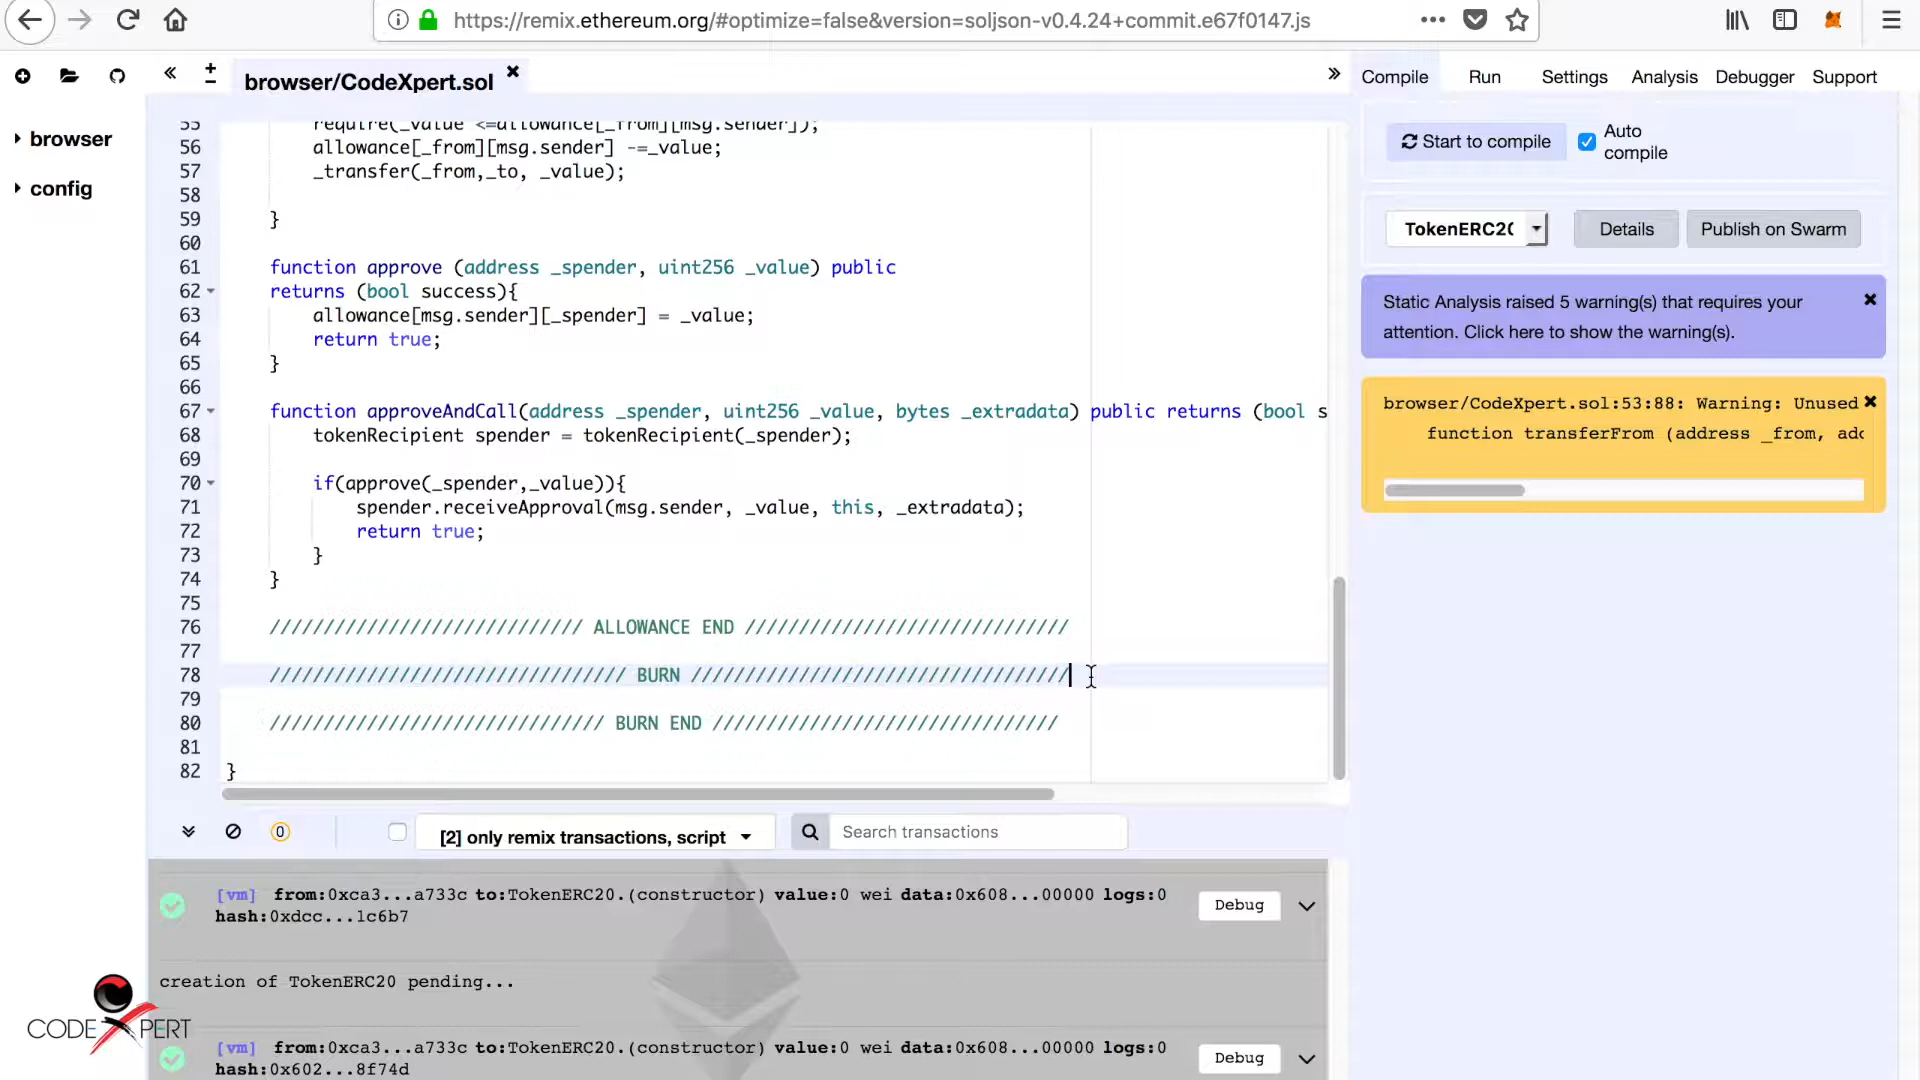 https://remix.ethereum.org/#optimize=false&version=soljson-v0.4.24+commit.e67f0147.js
browser/CodeXpert.sol
Compile Run Settings Analysis Debugger Support
browser
config
55 require(_value <=allowance[_from][msg.sender]);
56 allowance[_from][msg.sender] -=_value;
57 _transfer(_from,_to, _value);
58
59 }
60
61 function approve (address _spender, uint256 _value) public
62 returns (bool success){
63 allowance[msg.sender][_spender] = _value;
64 return true;
65 }
66
67 function approveAndCall(address _spender, uint256 _value, bytes _extradata) public returns (bool s
68 tokenRecipient spender = tokenRecipient(_spender);
69
70 if(approve(_spender,_value)){
71 spender.receiveApproval(msg.sender, _value, this, _extradata);
72 return true;
73 }
74 }
75
76 ///////////////////////////// ALLOWANCE END //////////////////////////////
77
78 ///////////////////////////////// BURN ///////////////////////////////////
79
80 /////////////////////////////// BURN END ////////////////////////////////
81
82 }
Start to compile
Auto compile
TokenERC20
Details
Publish on Swarm
Static Analysis raised 5 warning(s) that requires your
attention. Click here to show the warning(s).
browser/CodeXpert.sol:53:88: Warning: Unused
function transferFrom (address _from, add
0
[2] only remix transactions, script
Search transactions
[vm] from:0xca3...a733c to:TokenERC20.(constructor) value:0 wei data:0x608...00000 logs:0
hash:0xdcc...1c6b7
Debug
creation of TokenERC20 pending...
[vm] from:0xca3...a733c to:TokenERC20.(constructor) value:0 wei data:0x608...00000 logs:0
hash:0x602...8f74d
Debug
CODEXPERT